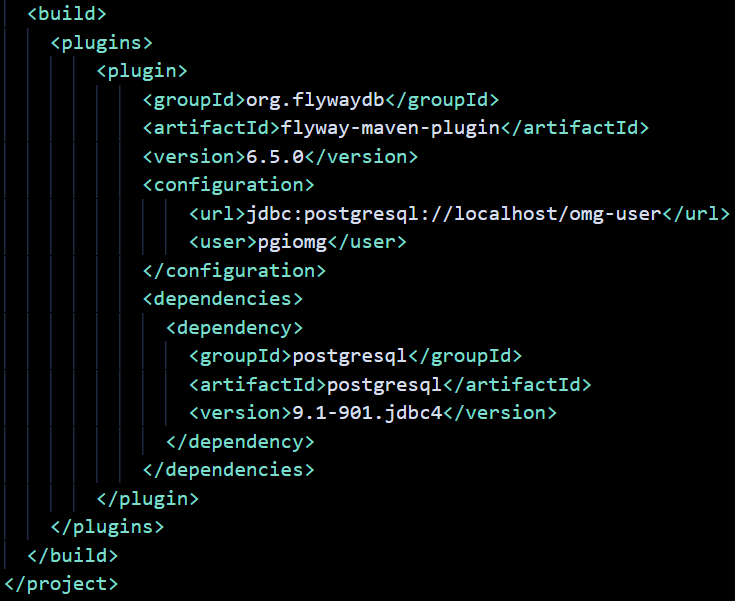 <build>
<plugins>
<plugin>
<groupId>org.flywaydb</groupId>
<artifactId>flyway-maven-plugin</artifactId>
<version>6.5.0</version>
<configuration>
<url>jdbc:postgresql://localhost/omg-user</url>
<user>pgiomg</user>
</configuration>
<dependencies>
<dependency>
<groupId>postgresql</groupId>
<artifactId>postgresql</artifactId>
<version>9.1-901.jdbc4</version>
</dependency>
</dependencies>
</plugin>
</plugins>
</build>
</project>